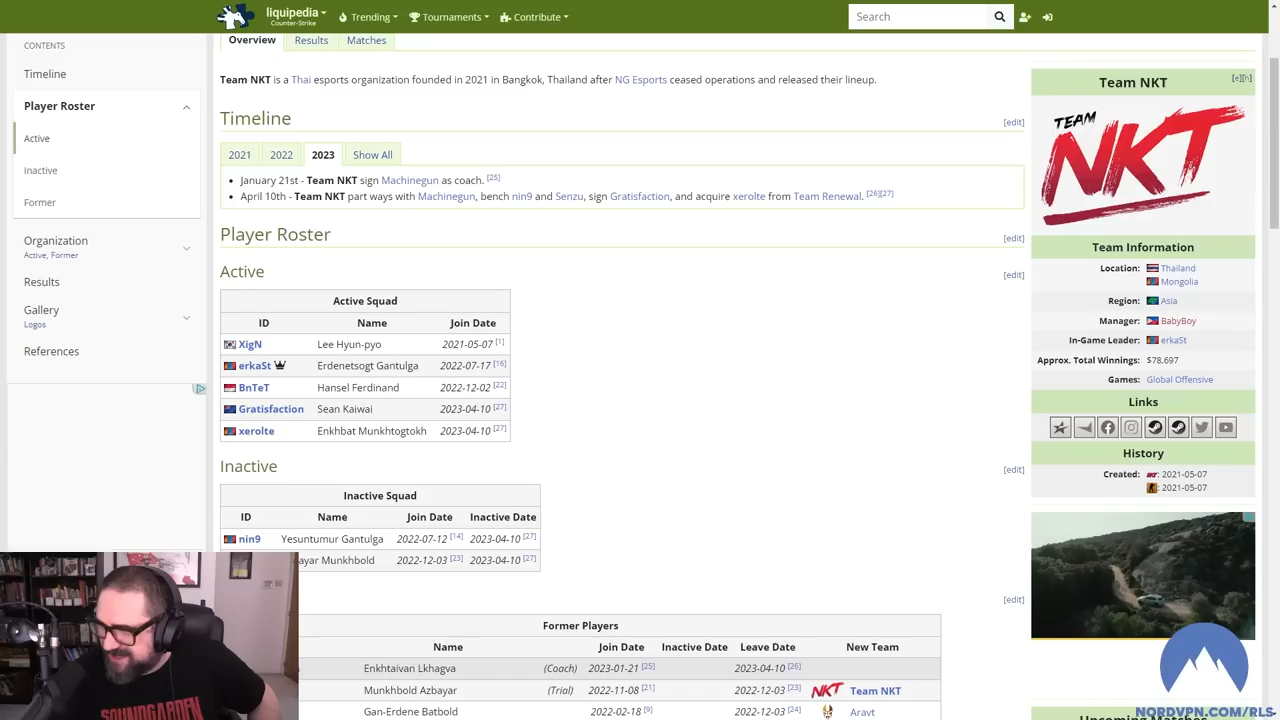 liquipedia
Counter-Strike
Trending
Tournaments
Contribute
Search
CONTENTS
Timeline
Player Roster
Active
Inactive
Former
Organization
Active, Former
Results
Gallery
Logos
References
Overview
Results
Matches
Team NKT is a Thai esports organization founded in 2021 in Bangkok, Thailand after NG Esports ceased operations and released their lineup.
Timeline
[edit]
2021
2022
2023
Show All
January 21st - Team NKT sign Machinegun as coach. [25]
April 10th - Team NKT part ways with Machinegun, bench nin9 and Senzu, sign Gratisfaction, and acquire xerolte from Team Renewal. [26][27]
Player Roster
[edit]
Active
[edit]
Active Squad
ID Name Join Date
XigN Lee Hyun-pyo 2021-05-07 [1]
erkaSt Erdenetsogt Gantulga 2022-07-17 [16]
BnTeT Hansel Ferdinand 2022-12-02 [22]
Gratisfaction Sean Kaiwai 2023-04-10 [27]
xerolte Enkhbat Munkhtogtokh 2023-04-10 [27]
Inactive
[edit]
Inactive Squad
ID Name Join Date Inactive Date
nin9 Yesuntumur Gantulga 2022-07-12 [14] 2023-04-10 [27]
ayar Munkhbold 2022-12-03 [23] 2023-04-10 [27]
[edit]
Former Players
Name Join Date Inactive Date Leave Date New Team
Enkhtaivan Lkhagva (Coach) 2023-01-21 [25] 2023-04-10 [26]
Munkhbold Azbayar (Trial) 2022-11-08 [21] 2022-12-03 [23] NKT Team NKT
Gan-Erdene Batbold 2022-02-18 [9] 2022-12-03 [24] Aravt
Team NKT
[e][h]
TEAM
NKT
Team Information
Location: Thailand
Mongolia
Region: Asia
Manager: BabyBoy
In-Game Leader: erkaSt
Approx. Total Winnings: $78,697
Games: Global Offensive
Links
History
Created: NKT: 2021-05-07
: 2021-05-07
Upcoming Matches
NORDVPN.COM/RLS
SOUNDGARDEN